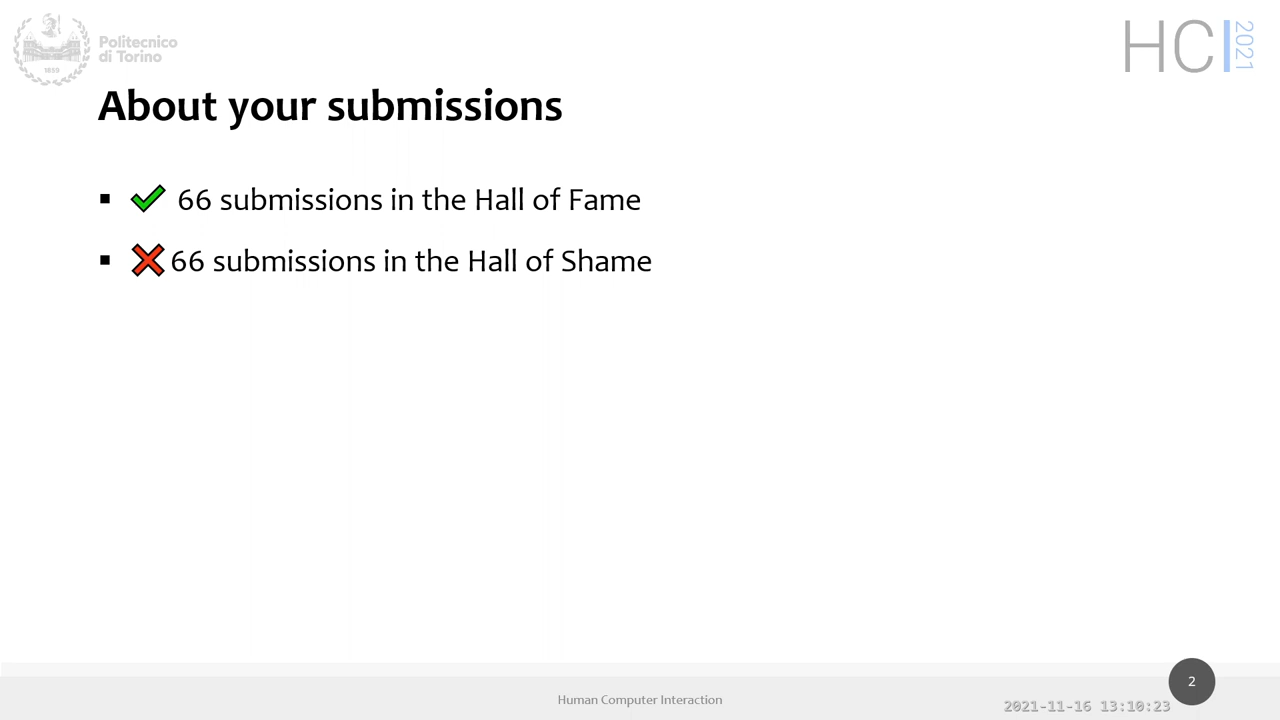 Politecnico
di Torino
1859
HCI 2021
About your submissions
66 submissions in the Hall of Fame
66 submissions in the Hall of Shame
2
Human Computer Interaction
2021-11-16 13:10:23